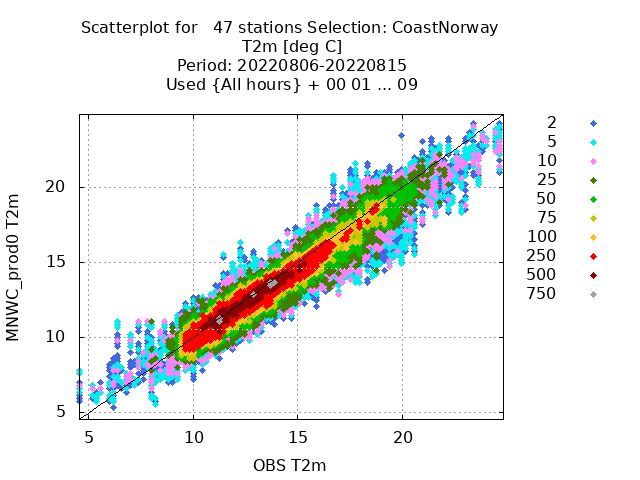 Scatterplot for   47 stations Selection: CoastNorway
T2m [deg C]
Period: 20220806-20220815
Used {All hours} + 00 01 ... 09
MNWC_prod0 T2m
20
15
10
5
5 10 15 20
OBS T2m
2
5
10
25
50
75
100
250
500
750